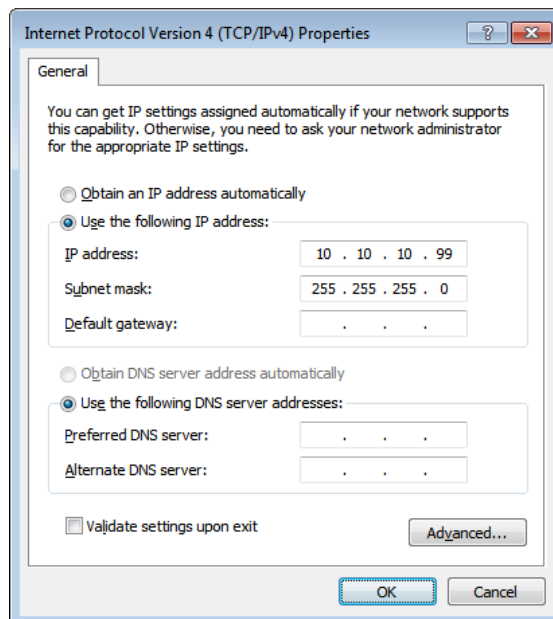 Internet Protocol Version 4 (TCP/IPv4) Properties
General
You can get IP settings assigned automatically if your network supports
this capability. Otherwise, you need to ask your network administrator
for the appropriate IP settings.
Obtain an IP address automatically
Use the following IP address:
IP address: 10 . 10 . 10 . 99
Subnet mask: 255 . 255 . 255 . 0
Default gateway: . . .
Obtain DNS server address automatically
Use the following DNS server addresses:
Preferred DNS server: . . .
Alternate DNS server: . . .
Validate settings upon exit
Advanced...
OK Cancel